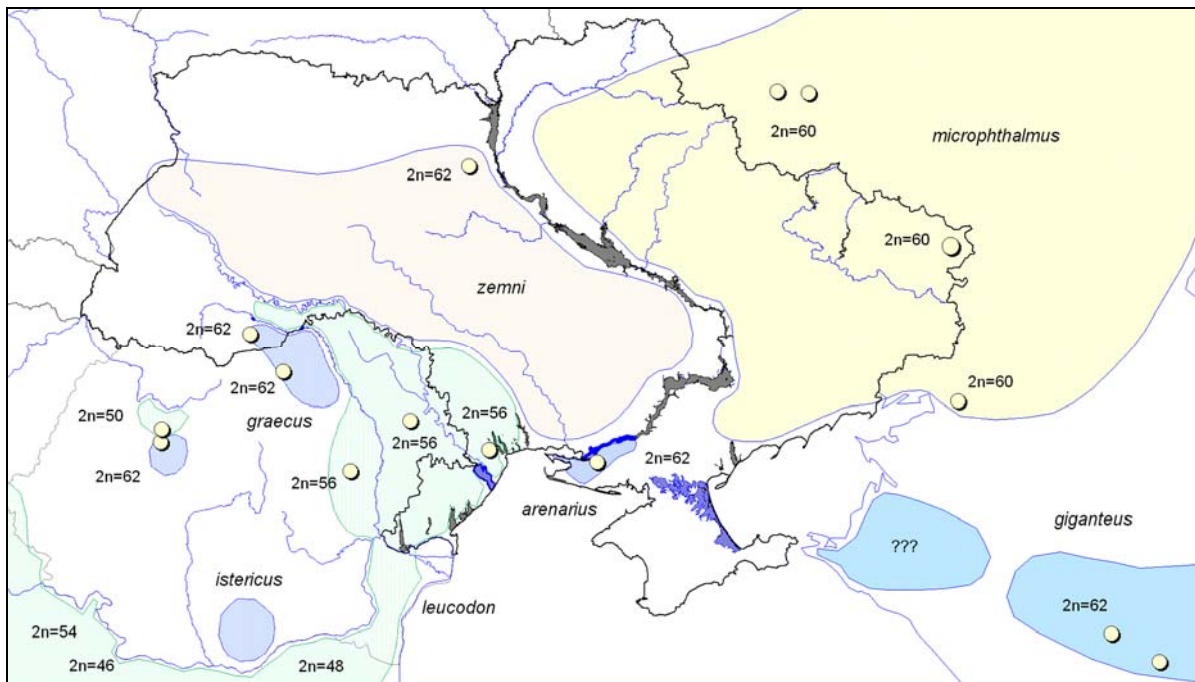 2n=60
microphthalmus
2n=62
2n=60
zemni
2n=62
2n=62
2n=60
2n=50
graecus
2n=56
2n=56
2n=62
2n=62
2n=56
arenarius
giganteus
???
istericus
leucodon
2n=62
2n=54
2n=46
2n=48